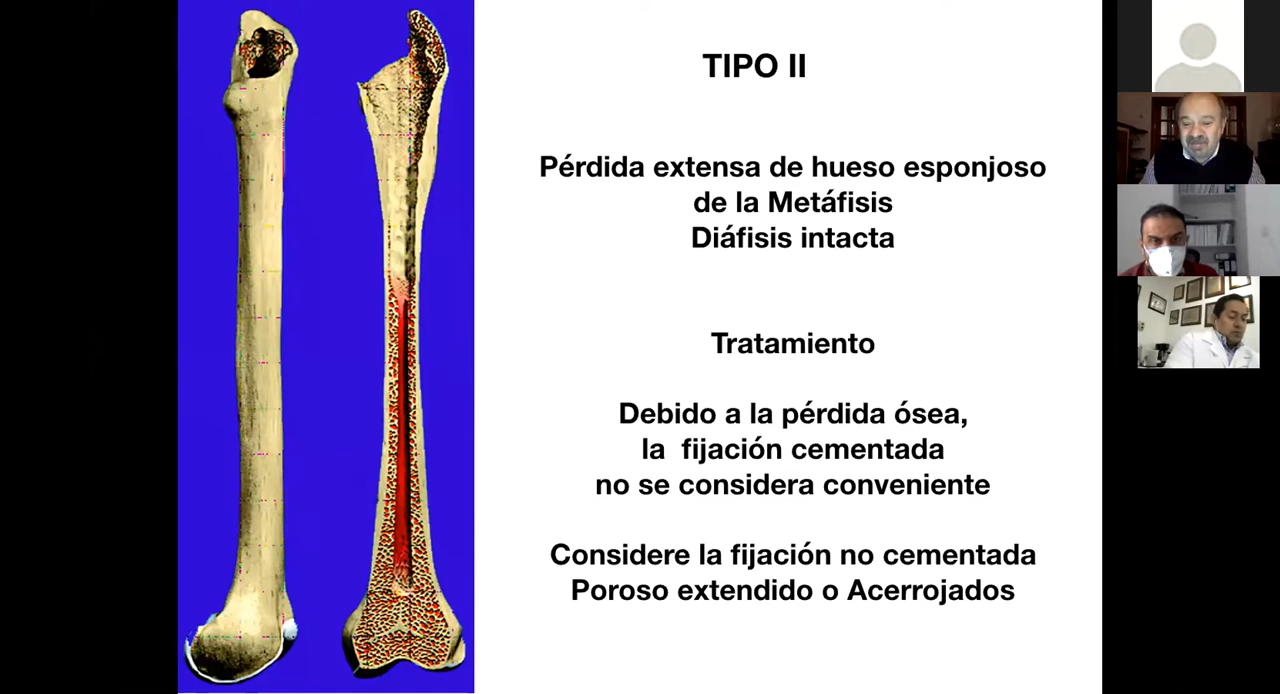 TIPO II
Pérdida extensa de hueso esponjoso
de la Metáfisis
Diáfisis intacta
Tratamiento
Debido a la pérdida ósea,
la fijación cementada
no se considera conveniente
Considere la fijación no cementada
Poroso extendido o Acerrojados